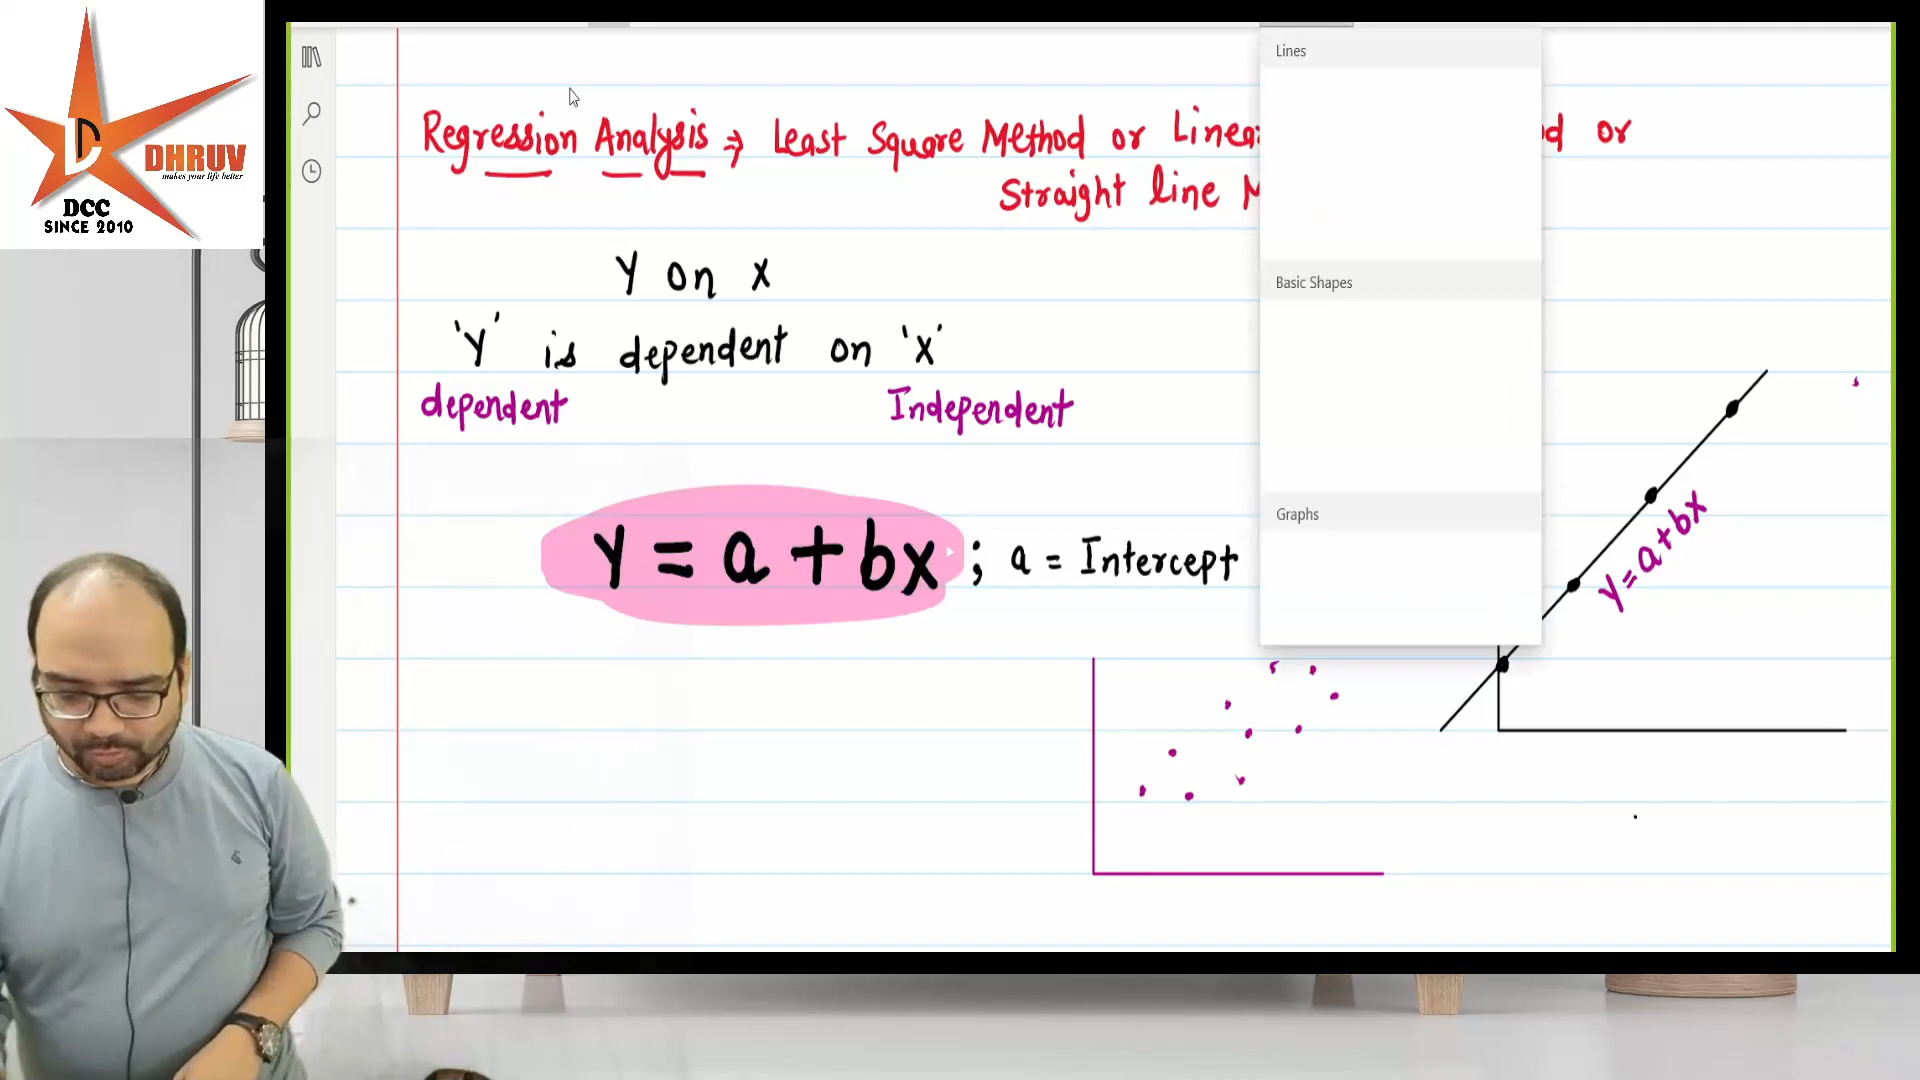 DHRUV
makes your life better
DCC
SINCE 2010
Lines
Regression Analysis ⇒ Least Square Method or Linear
or
Straight line M
Y on X
'Y' is dependent on 'X'
dependent Independent
Basic Shapes
Graphs
Y = a + bx ; a = Intercept
Y = a + bx